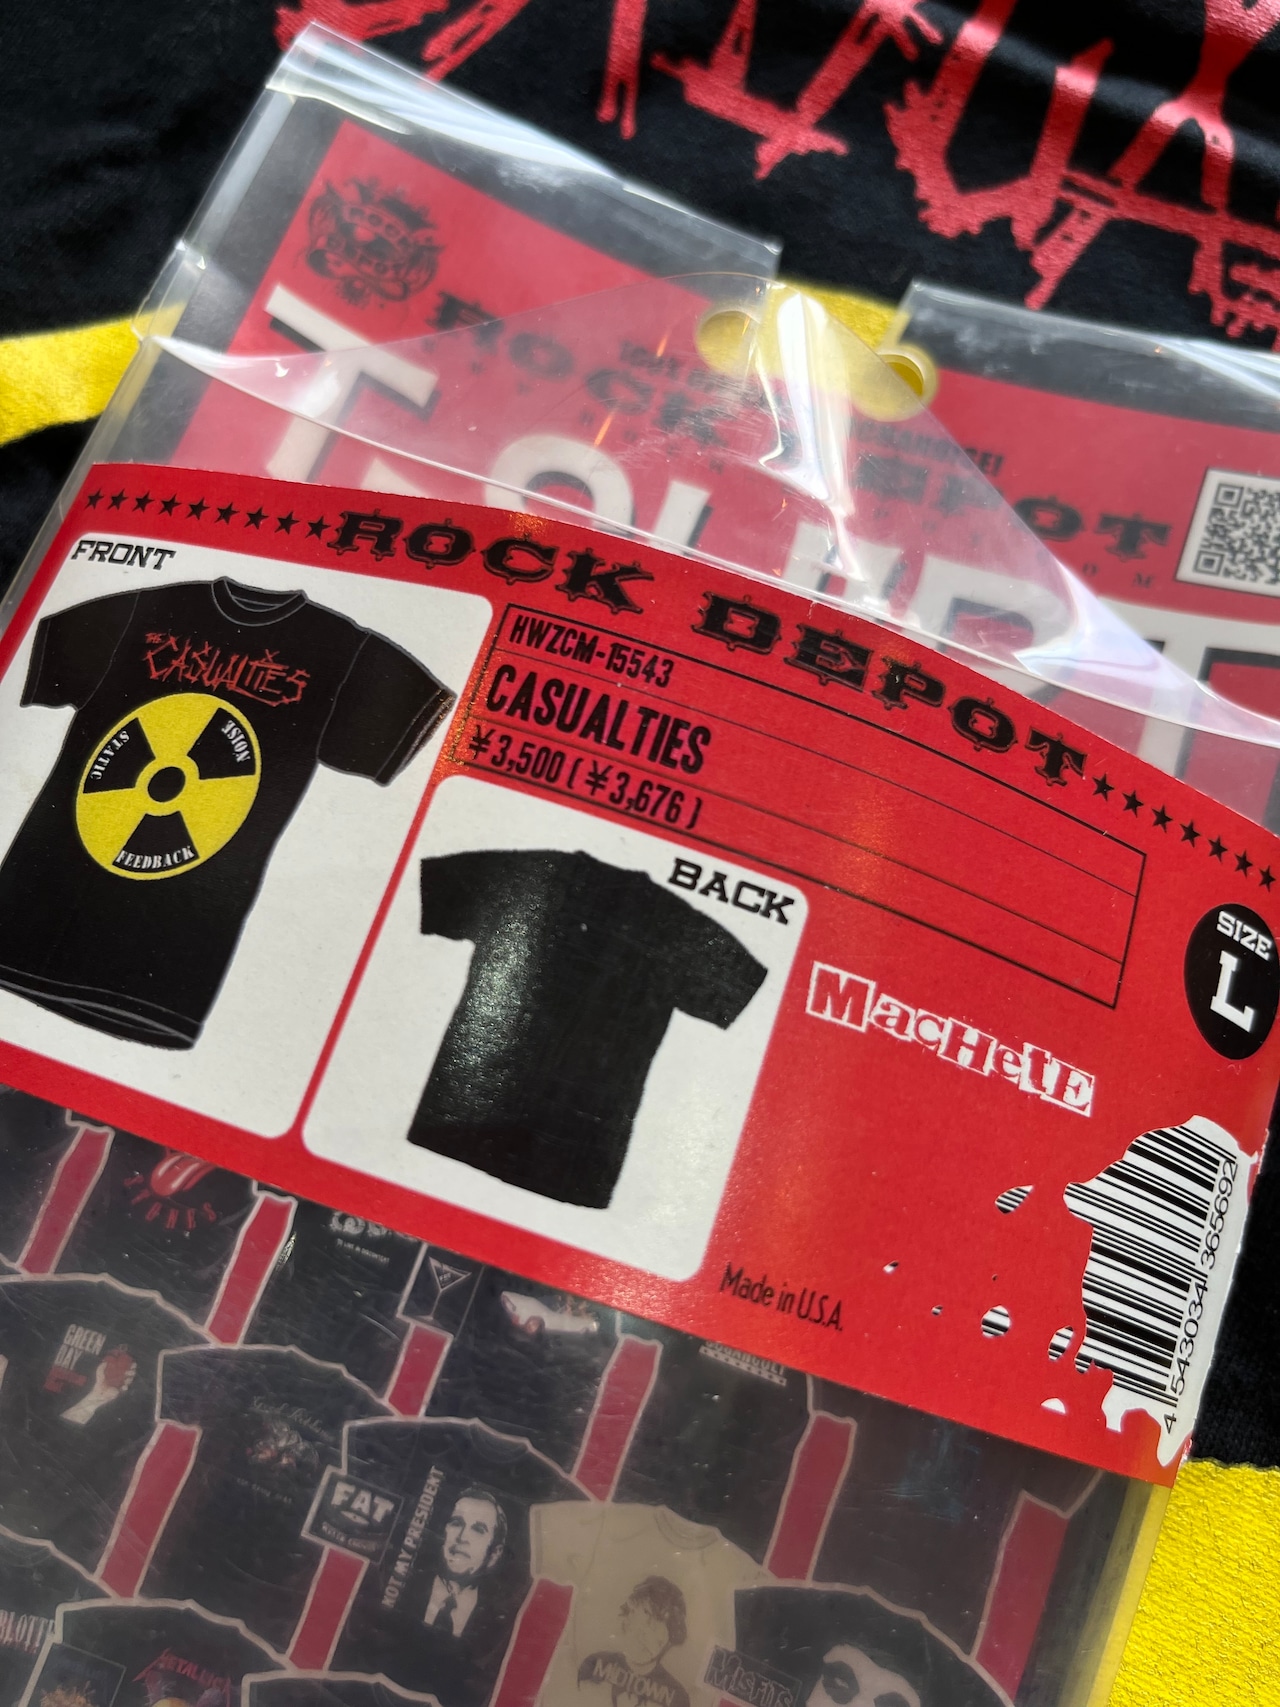 ROCK DEPOT
ROCK DEPOT
FRONT
HWZCM-15543
CASUALTIES
¥3,500 (¥3,676)
THE CASUALTIES
STATIC
NOISE
FEEDBACK
BACK
SIZE
L
MacHetE
Made in U.S.A.
4 543034 365692
STONES
GREEN
DAY
FAT
NOT MY PRESIDENT
METALLICA
MIDTOWN
MISFITS